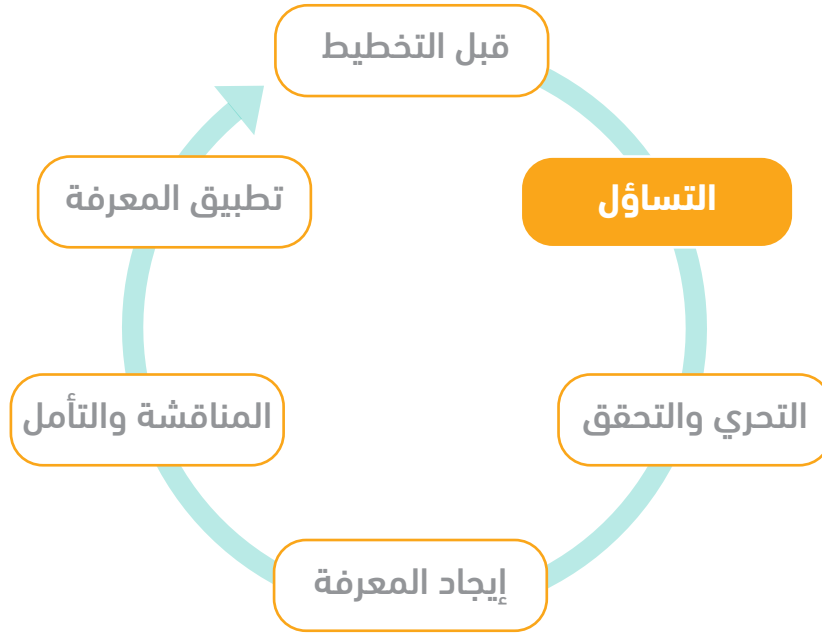 قبل التخطيط
التساؤل
التحري والتحقق
إيجاد المعرفة
المناقشة والتأمل
تطبيق المعرفة